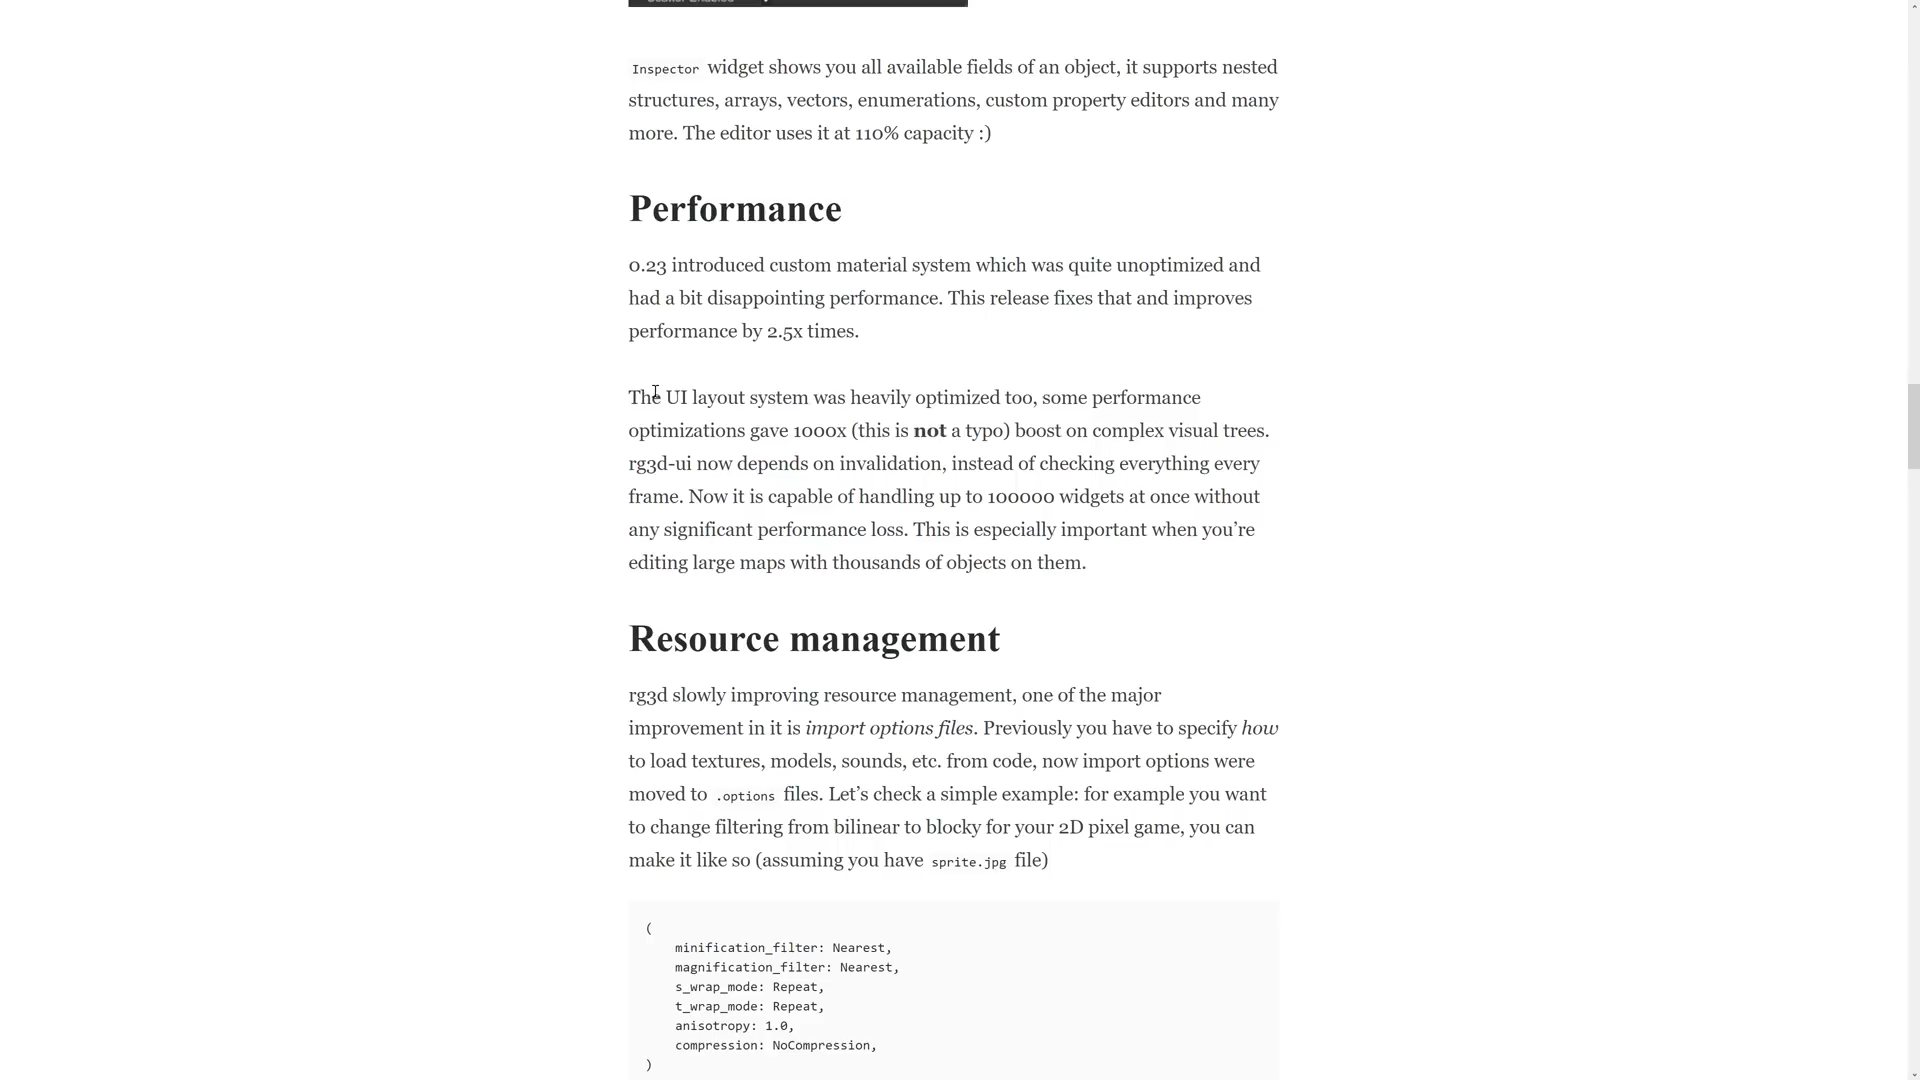 Inspector widget shows you all available fields of an object, it supports nested
structures, arrays, vectors, enumerations, custom property editors and many
more. The editor uses it at 110% capacity :)
Performance
0.23 introduced custom material system which was quite unoptimized and
had a bit disappointing performance. This release fixes that and improves
performance by 2.5x times.
The UI layout system was heavily optimized too, some performance
optimizations gave 1000x (this is not a typo) boost on complex visual trees.
rg3d-ui now depends on invalidation, instead of checking everything every
frame. Now it is capable of handling up to 100000 widgets at once without
any significant performance loss. This is especially important when you’re
editing large maps with thousands of objects on them.
Resource management
rg3d slowly improving resource management, one of the major
improvement in it is import options files. Previously you have to specify how
to load textures, models, sounds, etc. from code, now import options were
moved to .options files. Let’s check a simple example: for example you want
to change filtering from bilinear to blocky for your 2D pixel game, you can
make it like so (assuming you have sprite.jpg file)
(
minification_filter: Nearest,
magnification_filter: Nearest,
s_wrap_mode: Repeat,
t_wrap_mode: Repeat,
anisotropy: 1.0,
compression: NoCompression,
)